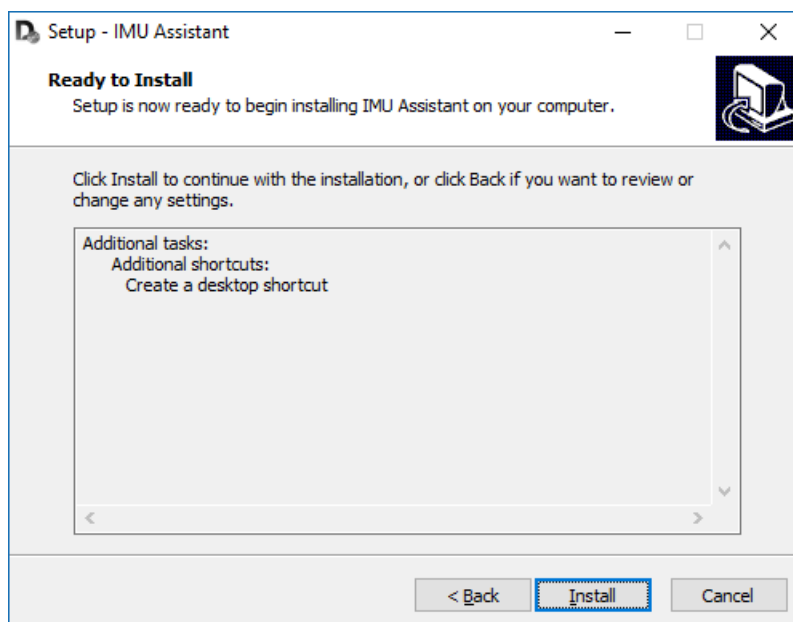 Setup - IMU Assistant
Ready to Install
Setup is now ready to begin installing IMU Assistant on your computer.
Click Install to continue with the installation, or click Back if you want to review or
change any settings.
Additional tasks:
Additional shortcuts:
Create a desktop shortcut
< Back
Install
Cancel